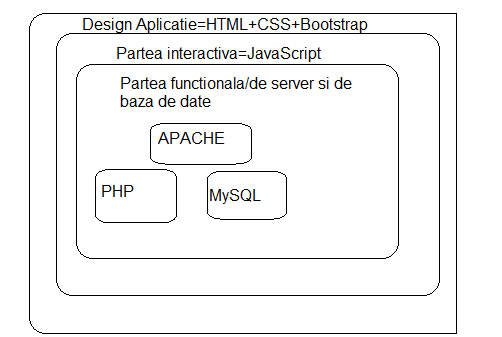 Design Aplicatie=HTML+CSS+Bootstrap
Partea interactiva=JavaScript
Partea functionala/de server si de
baza de date
APACHE
PHP
MySQL